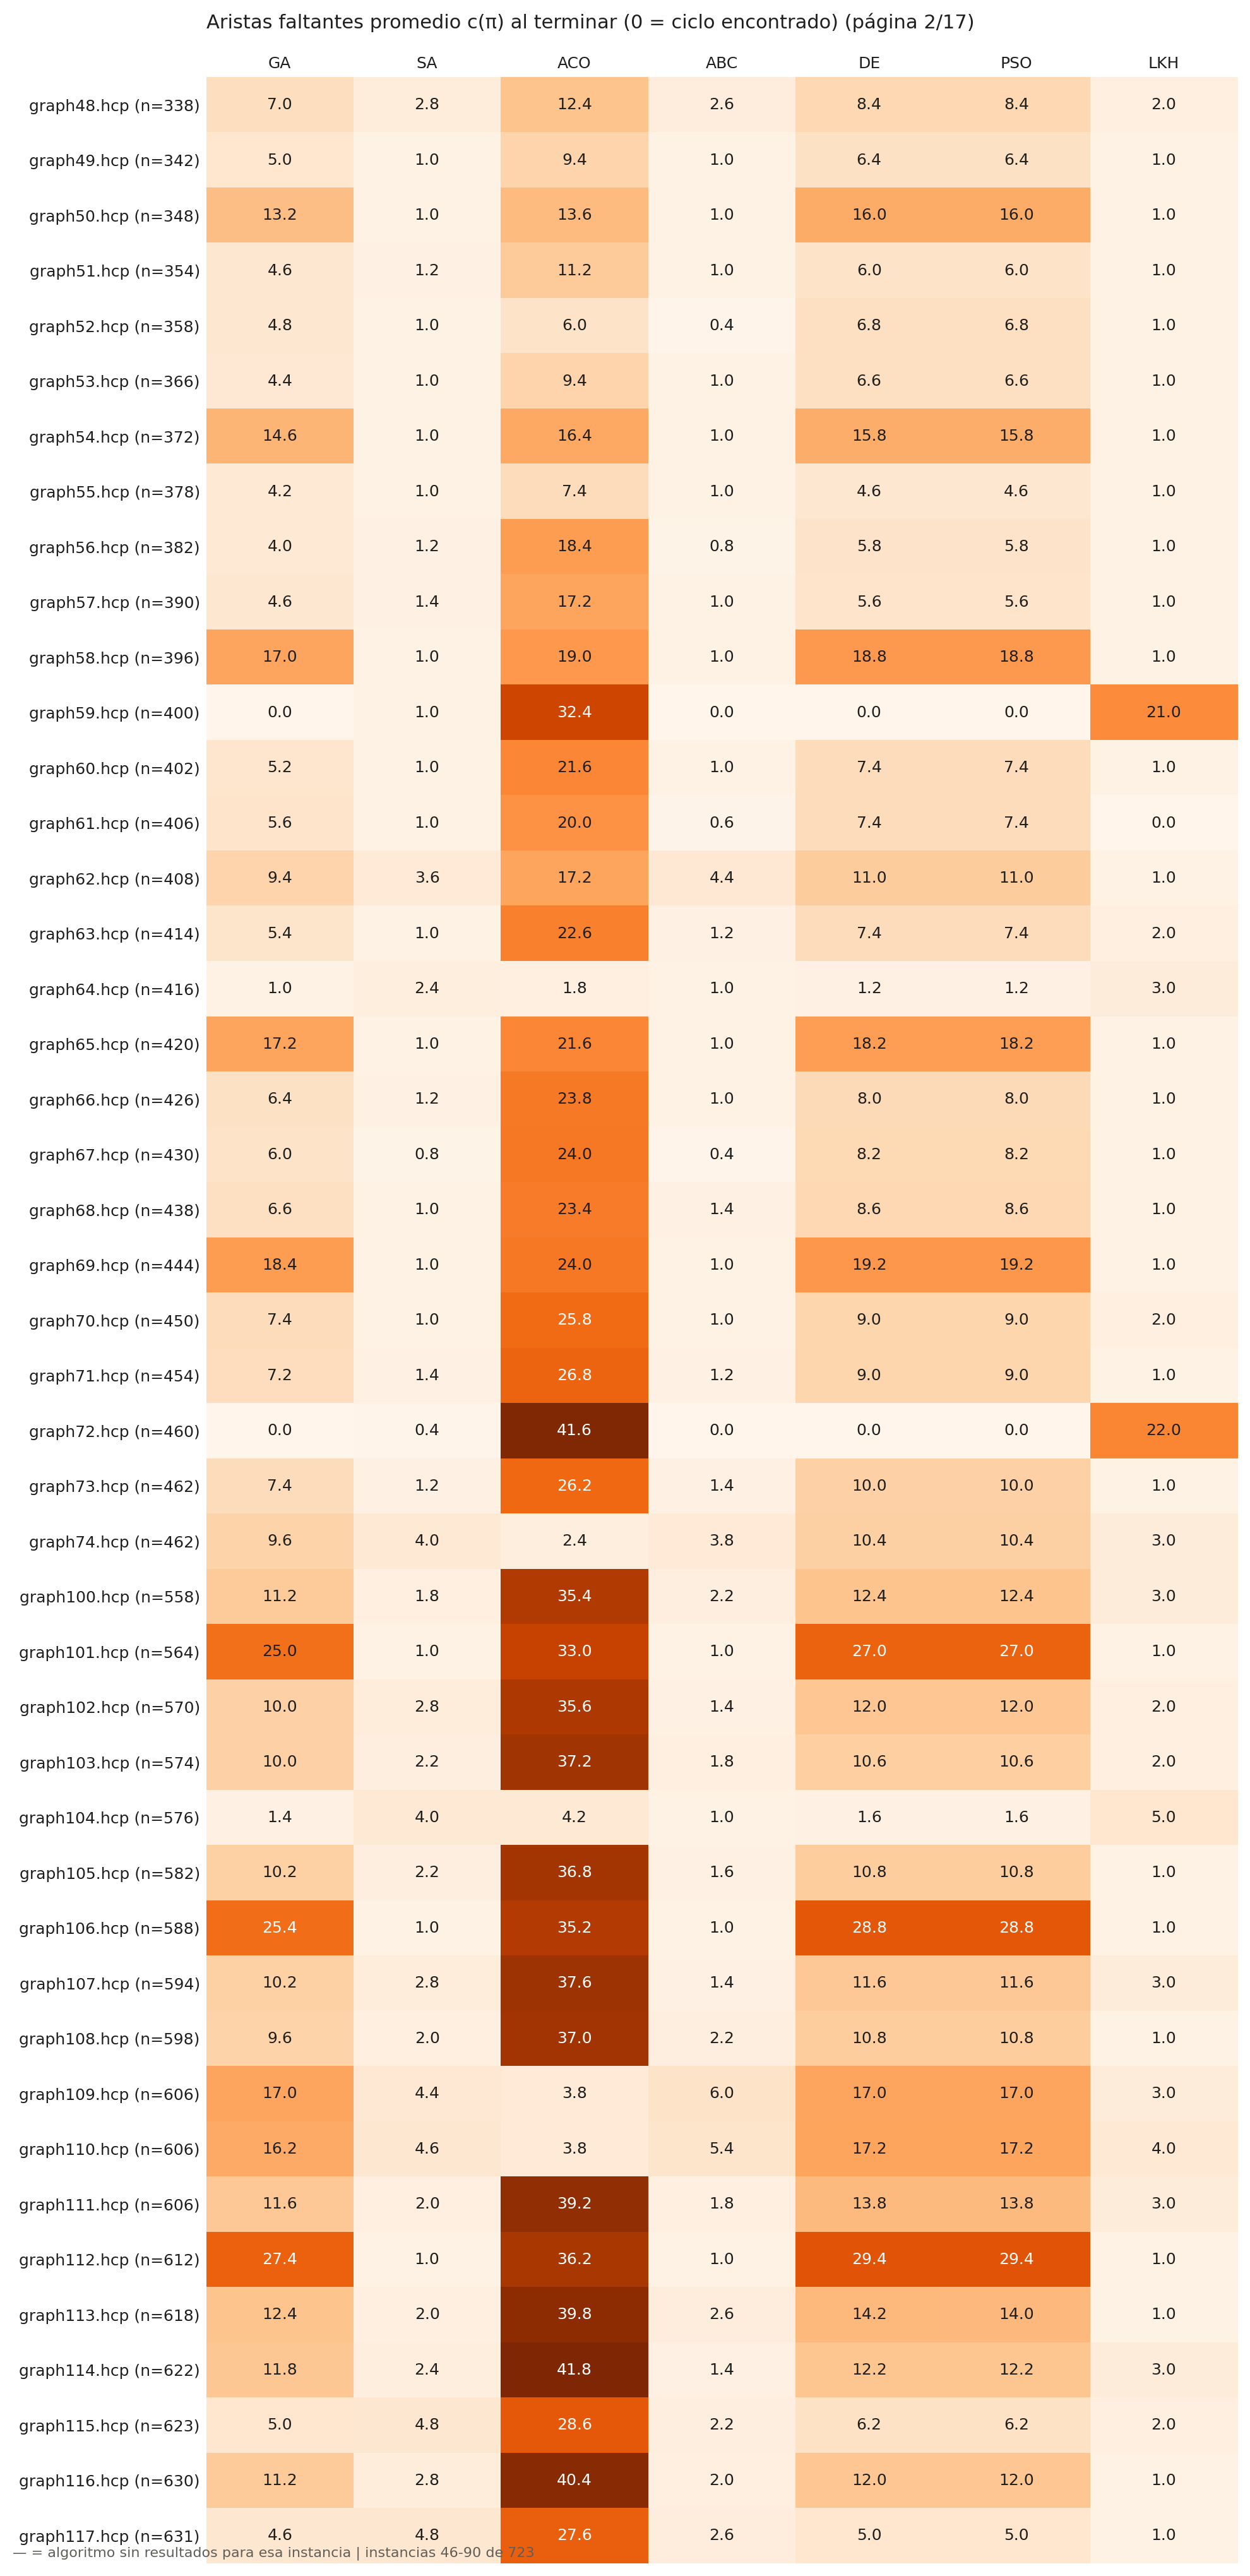 Aristas faltantes promedio c(π) al terminar (0 = ciclo encontrado) (página 2/17)
GA SA ACO ABC DE PSO LKH
graph48.hcp (n=338) 7.0 2.8 12.4 2.6 8.4 8.4 2.0
graph49.hcp (n=342) 5.0 1.0 9.4 1.0 6.4 6.4 1.0
graph50.hcp (n=348) 13.2 1.0 13.6 1.0 16.0 16.0 1.0
graph51.hcp (n=354) 4.6 1.2 11.2 1.0 6.0 6.0 1.0
graph52.hcp (n=358) 4.8 1.0 6.0 0.4 6.8 6.8 1.0
graph53.hcp (n=366) 4.4 1.0 9.4 1.0 6.6 6.6 1.0
graph54.hcp (n=372) 14.6 1.0 16.4 1.0 15.8 15.8 1.0
graph55.hcp (n=378) 4.2 1.0 7.4 1.0 4.6 4.6 1.0
graph56.hcp (n=382) 4.0 1.2 18.4 0.8 5.8 5.8 1.0
graph57.hcp (n=390) 4.6 1.4 17.2 1.0 5.6 5.6 1.0
graph58.hcp (n=396) 17.0 1.0 19.0 1.0 18.8 18.8 1.0
graph59.hcp (n=400) 0.0 1.0 32.4 0.0 0.0 0.0 21.0
graph60.hcp (n=402) 5.2 1.0 21.6 1.0 7.4 7.4 1.0
graph61.hcp (n=406) 5.6 1.0 20.0 0.6 7.4 7.4 0.0
graph62.hcp (n=408) 9.4 3.6 17.2 4.4 11.0 11.0 1.0
graph63.hcp (n=414) 5.4 1.0 22.6 1.2 7.4 7.4 2.0
graph64.hcp (n=416) 1.0 2.4 1.8 1.0 1.2 1.2 3.0
graph65.hcp (n=420) 17.2 1.0 21.6 1.0 18.2 18.2 1.0
graph66.hcp (n=426) 6.4 1.2 23.8 1.0 8.0 8.0 1.0
graph67.hcp (n=430) 6.0 0.8 24.0 0.4 8.2 8.2 1.0
graph68.hcp (n=438) 6.6 1.0 23.4 1.4 8.6 8.6 1.0
graph69.hcp (n=444) 18.4 1.0 24.0 1.0 19.2 19.2 1.0
graph70.hcp (n=450) 7.4 1.0 25.8 1.0 9.0 9.0 2.0
graph71.hcp (n=454) 7.2 1.4 26.8 1.2 9.0 9.0 1.0
graph72.hcp (n=460) 0.0 0.4 41.6 0.0 0.0 0.0 22.0
graph73.hcp (n=462) 7.4 1.2 26.2 1.4 10.0 10.0 1.0
graph74.hcp (n=462) 9.6 4.0 2.4 3.8 10.4 10.4 3.0
graph100.hcp (n=558) 11.2 1.8 35.4 2.2 12.4 12.4 3.0
graph101.hcp (n=564) 25.0 1.0 33.0 1.0 27.0 27.0 1.0
graph102.hcp (n=570) 10.0 2.8 35.6 1.4 12.0 12.0 2.0
graph103.hcp (n=574) 10.0 2.2 37.2 1.8 10.6 10.6 2.0
graph104.hcp (n=576) 1.4 4.0 4.2 1.0 1.6 1.6 5.0
graph105.hcp (n=582) 10.2 2.2 36.8 1.6 10.8 10.8 1.0
graph106.hcp (n=588) 25.4 1.0 35.2 1.0 28.8 28.8 1.0
graph107.hcp (n=594) 10.2 2.8 37.6 1.4 11.6 11.6 3.0
graph108.hcp (n=598) 9.6 2.0 37.0 2.2 10.8 10.8 1.0
graph109.hcp (n=606) 17.0 4.4 3.8 6.0 17.0 17.0 3.0
graph110.hcp (n=606) 16.2 4.6 3.8 5.4 17.2 17.2 4.0
graph111.hcp (n=606) 11.6 2.0 39.2 1.8 13.8 13.8 3.0
graph112.hcp (n=612) 27.4 1.0 36.2 1.0 29.4 29.4 1.0
graph113.hcp (n=618) 12.4 2.0 39.8 2.6 14.2 14.0 1.0
graph114.hcp (n=622) 11.8 2.4 41.8 1.4 12.2 12.2 3.0
graph115.hcp (n=623) 5.0 4.8 28.6 2.2 6.2 6.2 2.0
graph116.hcp (n=630) 11.2 2.8 40.4 2.0 12.0 12.0 1.0
graph117.hcp (n=631) 4.6 4.8 27.6 2.6 5.0 5.0 1.0
— = algoritmo sin resultados para esa instancia | instancias 46-90 de 723